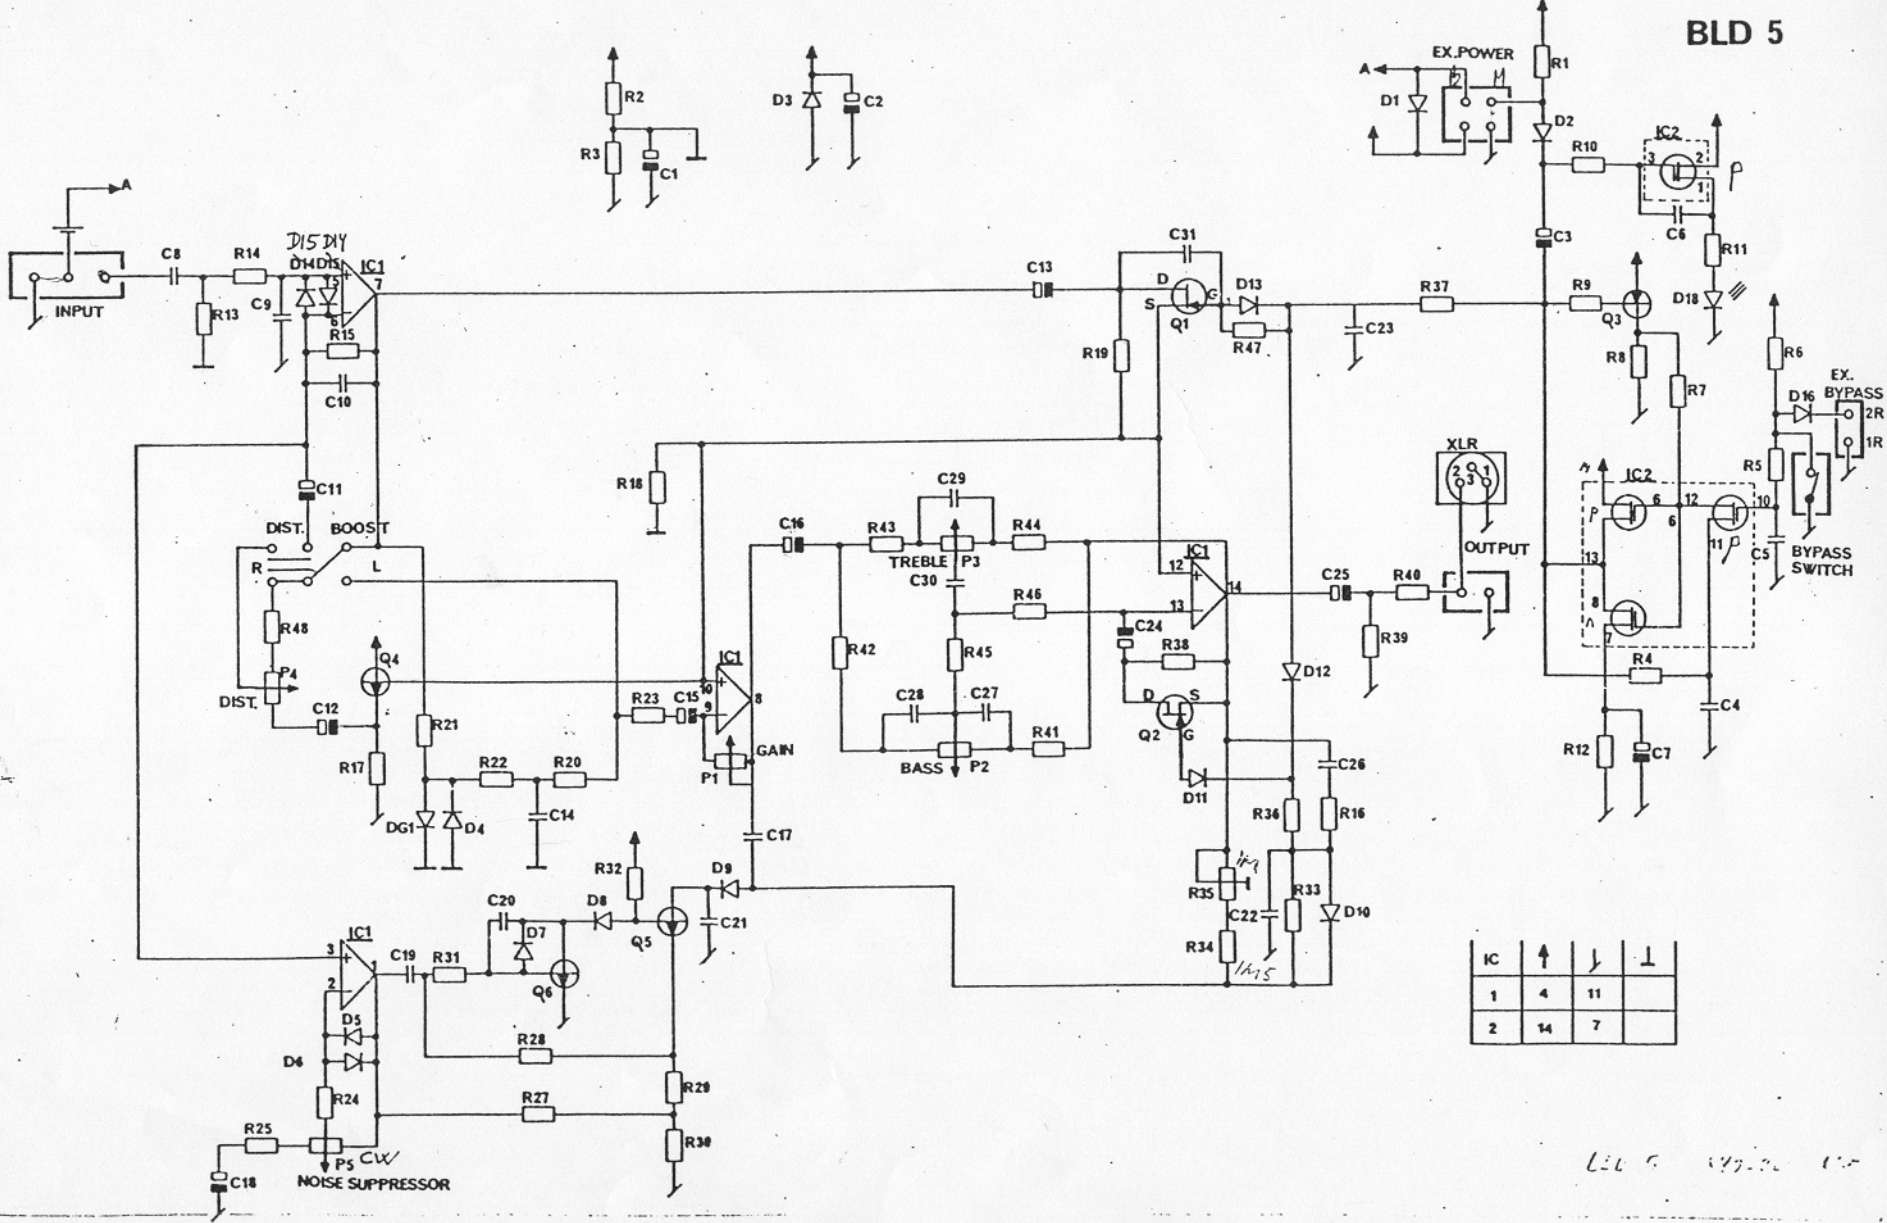 BLD 5
EX.POWER
R1
A
D1
R2
D3
C2
D2
IC2
R10
3
2
1
P
R3
C1
A
C6
R11
C3
C31
D15 D14
C8
R14
D14 D15
IC1
5
7
C13
D
G
D13
R37
R9
D18
INPUT
R13
C9
6
S
Q1
R47
C23
Q3
R15
R19
R8
R6
C10
R7
EX.
BYPASS
D16
2R
1R
XLR
R18
C11
C29
2
3
1
IC2
R5
DIST.
BOOST
C16
R43
R44
P
6
12
10
6
R
L
TREBLE
P3
IC1
OUTPUT
11
P
C5
BYPASS
SWITCH
C30
12
13
R48
R46
14
C25
R40
8
13
C24
7
R42
R45
R38
R39
Q4
IC1
P4
10
8
D12
R4
DIST.
C12
R23
C15
9
C28
C27
D
S
C4
R21
Q2
G
R17
GAIN
R41
R12
C7
R22
R20
P1
BASS
P2
C26
D11
DG1
D4
C14
C17
R36
R16
R32
D9
R35
R33
C20
D8
C21
C22
D10
D7
Q5
R34
1M5
3
IC1
1
C19
R31
2
Q6
IC
1
4
11
2
14
7
D5
D6
R28
R24
R29
R27
R25
R30
P5
CW
NOISE SUPPRESSOR
C18